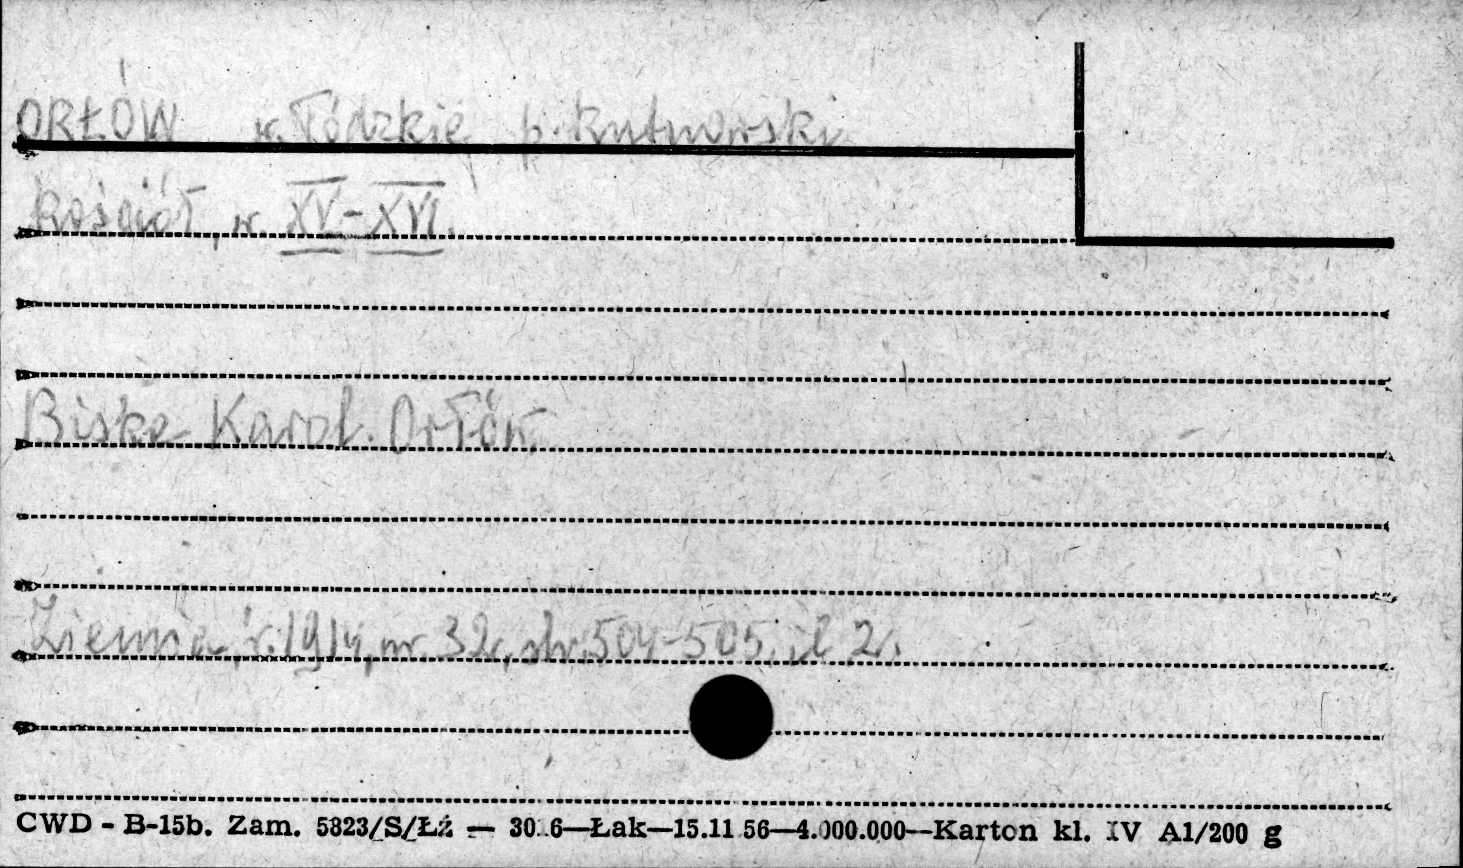 ORŁÓW w. Łódzkie p. kutnowski
Kościół, w. XV-XVI.
Biske Karol. Orłów
Ziemia, r. 1914, nr. 32, str. 504-505, il 2.
CWD - B-15b. Zam. 5823/S/Łź — 30.6—Łak—15.11 56—4.000.000—Karton kl. IV A1/200 g